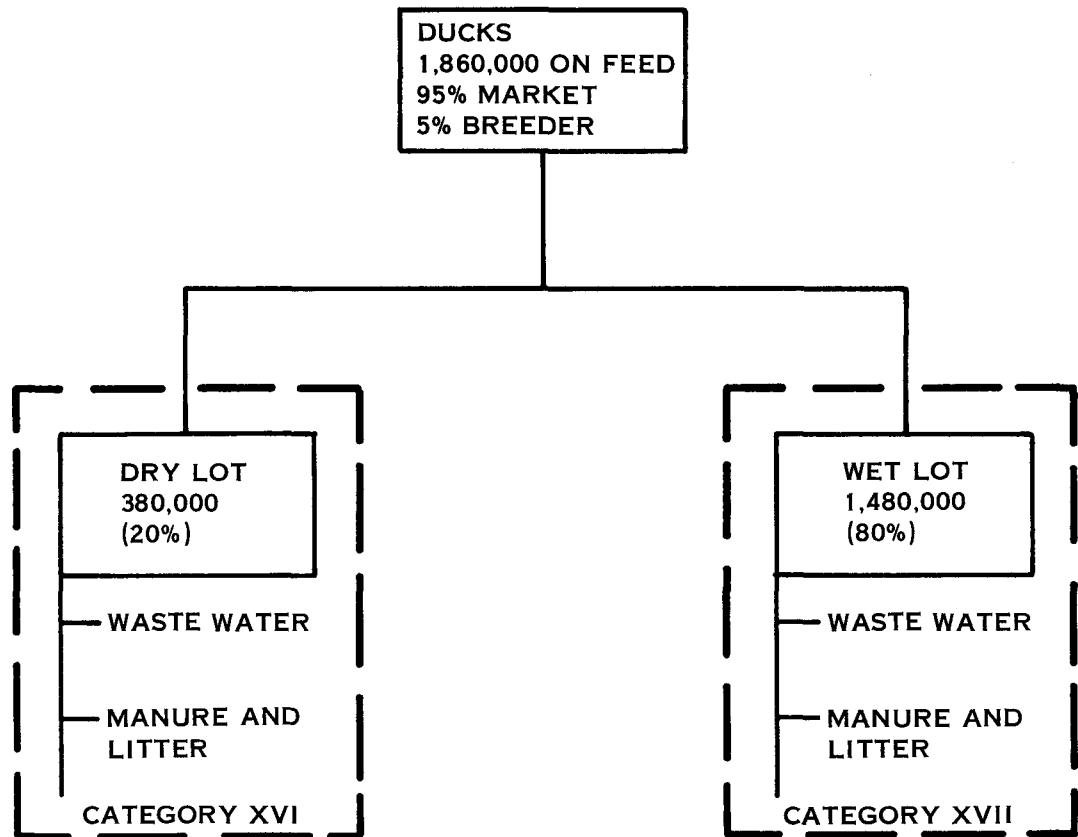 DUCKS
1,860,000 ON FEED
95% MARKET
5% BREEDER
DRY LOT
380,000
(20%)
WASTE WATER
MANURE AND
LITTER
CATEGORY XVI
WET LOT
1,480,000
(80%)
WASTE WATER
MANURE AND
LITTER
CATEGORY XVII